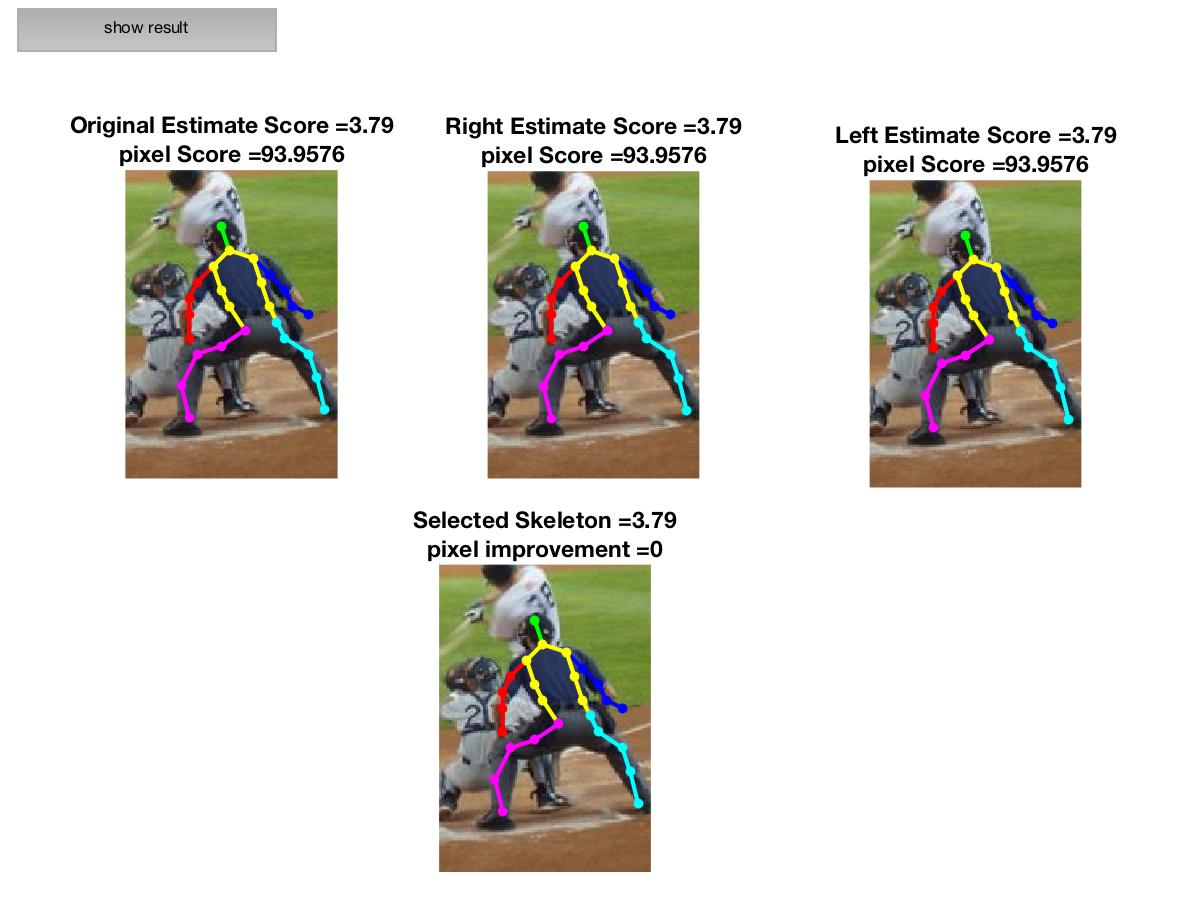 show result
Original Estimate Score =3.79
pixel Score =93.9576
Right Estimate Score =3.79
pixel Score =93.9576
Left Estimate Score =3.79
pixel Score =93.9576
Selected Skeleton =3.79
pixel improvement =0